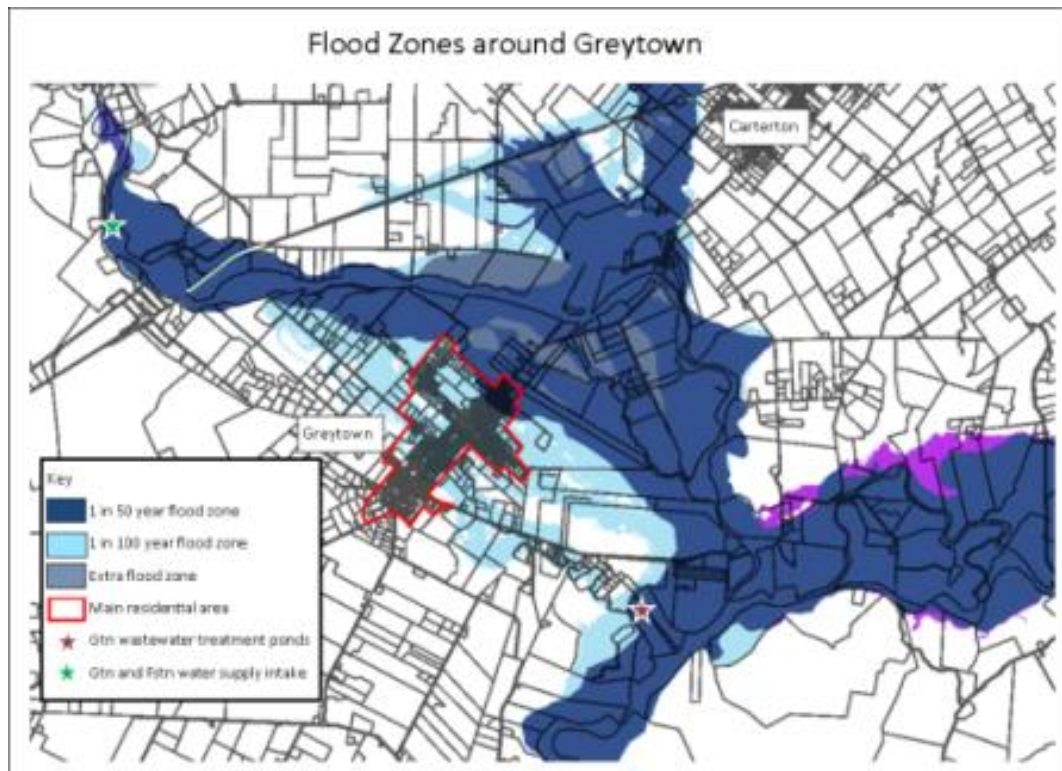 Flood Zones around Greytown
Carterton
Greytown
Key
1 in 50 year flood zone
1 in 100 year flood zone
Extra flood zone
Main residential area
Gtn wastewater treatment ponds
Gtn and Fstn water supply intake